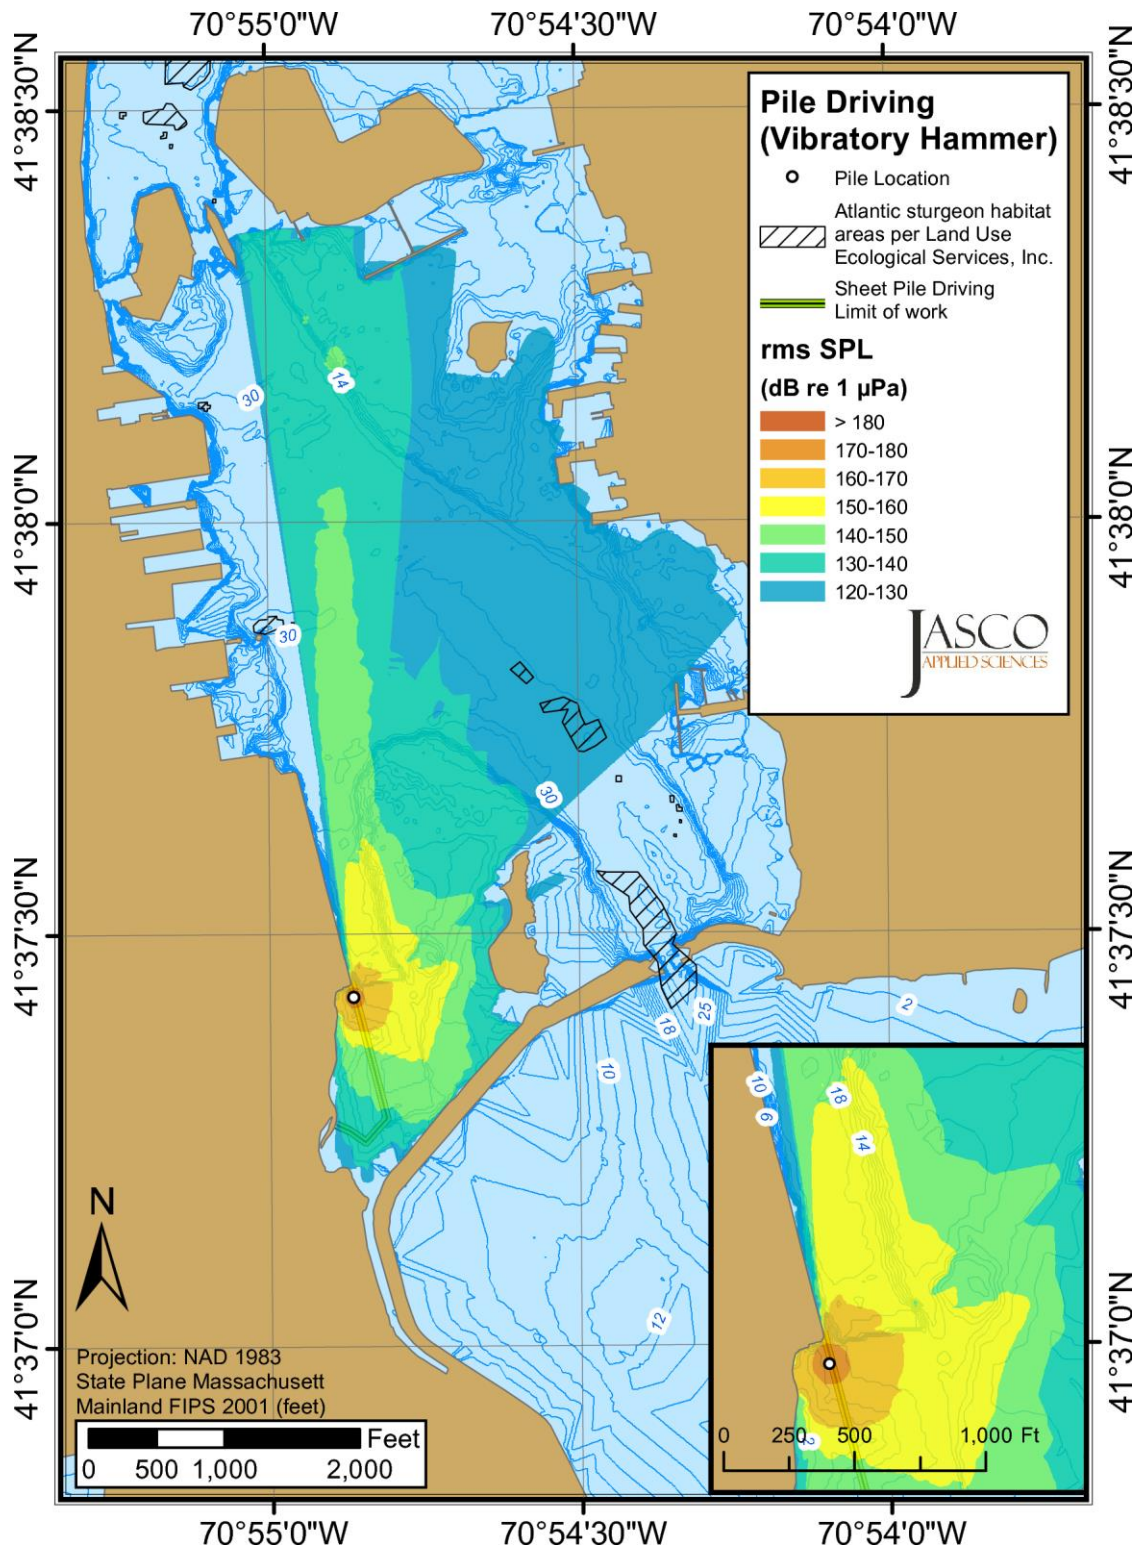 70°55'0"W 70°54'30"W 70°54'0"W
41°38'30"N
41°38'30"N
Pile Driving
(Vibratory Hammer)
Pile Location
Atlantic sturgeon habitat
areas per Land Use
Ecological Services, Inc.
Sheet Pile Driving
Limit of work
rms SPL
(dB re 1 µPa)
> 180
170-180
160-170
150-160
140-150
130-140
120-130
JASCO
APPLIED SCIENCES
14
30
41°38'0"N
41°38'0"N
30
30
41°37'30"N
41°37'30"N
2
25
18
10
12
18
10
6
14
2
0 250 500 1,000 Ft
N
41°37'0"N
41°37'0"N
Projection: NAD 1983
State Plane Massachusett
Mainland FIPS 2001 (feet)
Feet
0 500 1,000 2,000
70°55'0"W 70°54'30"W 70°54'0"W